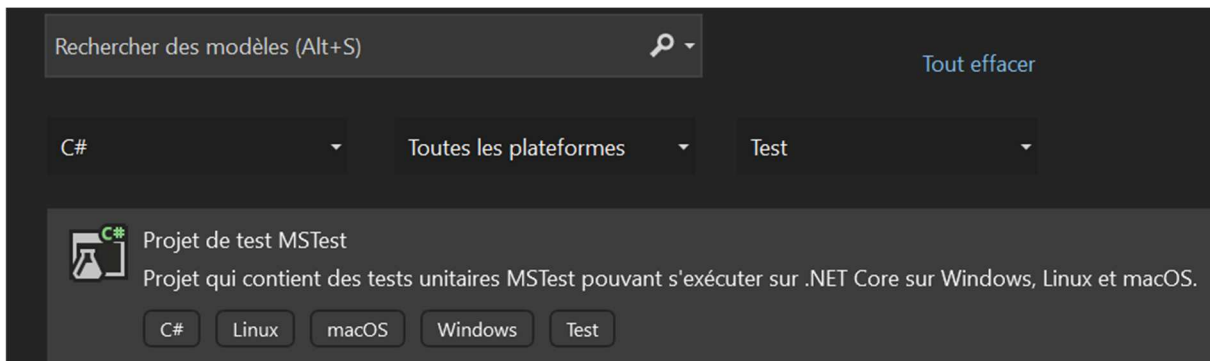 Rechercher des modèles (Alt+S)
Tout effacer
C#
Toutes les plateformes
Test
C#
Projet de test MSTest
Projet qui contient des tests unitaires MSTest pouvant s'exécuter sur .NET Core sur Windows, Linux et macOS.
C#
Linux
macOS
Windows
Test